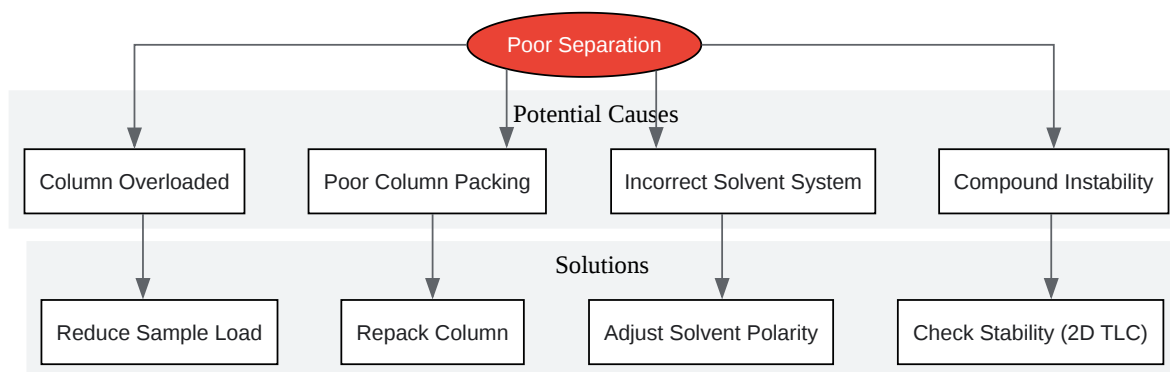 Poor Separation
Potential Causes
Column Overloaded
Poor Column Packing
Incorrect Solvent System
Compound Instability
Solutions
Reduce Sample Load
Repack Column
Adjust Solvent Polarity
Check Stability (2D TLC)